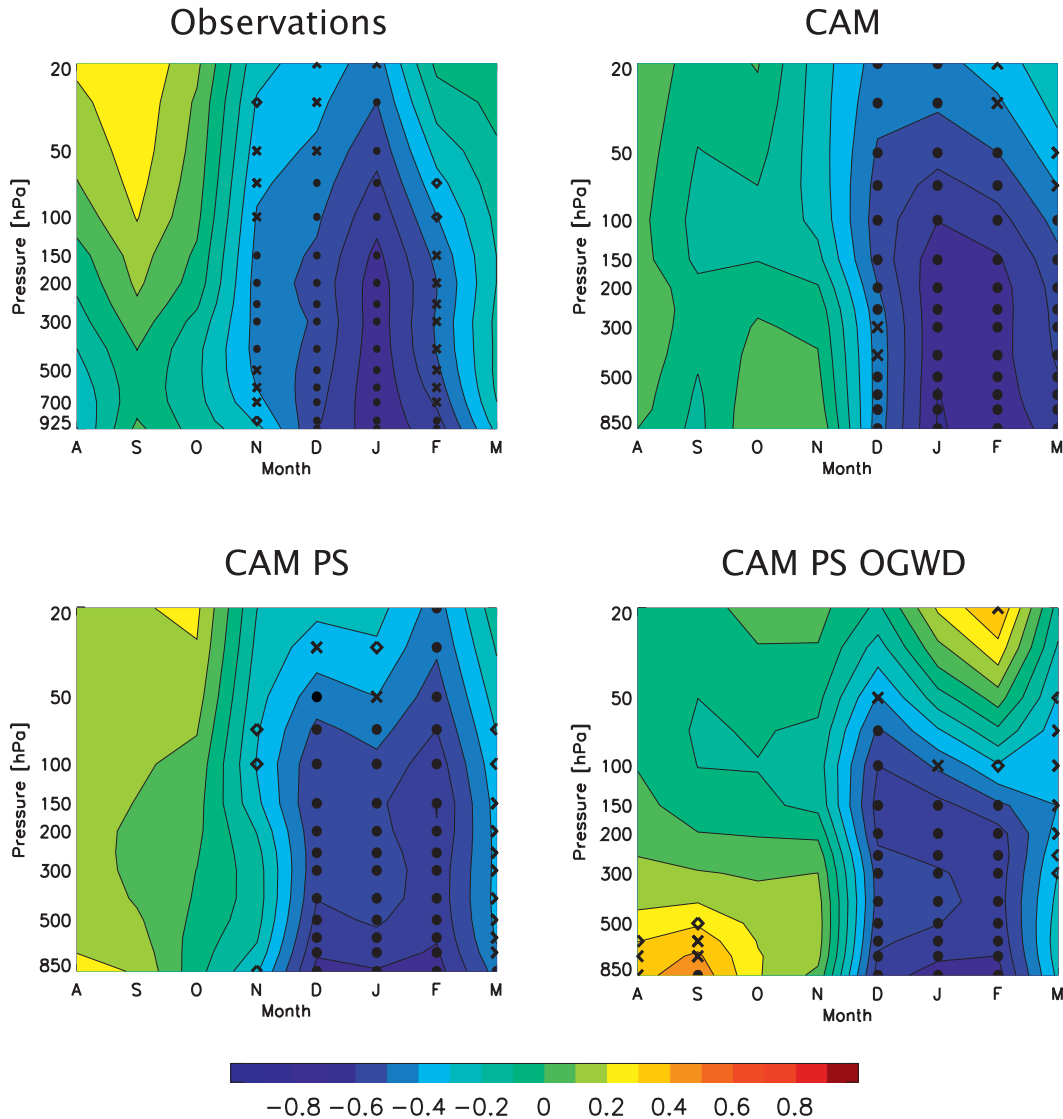 Observations
CAM
20
50
100
150
200
300
500
700
925
Pressure [hPa]
A S O N D J F M
Month
20
50
100
150
200
300
500
850
Pressure [hPa]
A S O N D J F M
Month
CAM PS
CAM PS OGWD
20
50
100
150
200
300
500
850
Pressure [hPa]
A S O N D J F M
Month
20
50
100
150
200
300
500
850
Pressure [hPa]
A S O N D J F M
Month
-0.8 -0.6 -0.4 -0.2 0 0.2 0.4 0.6 0.8